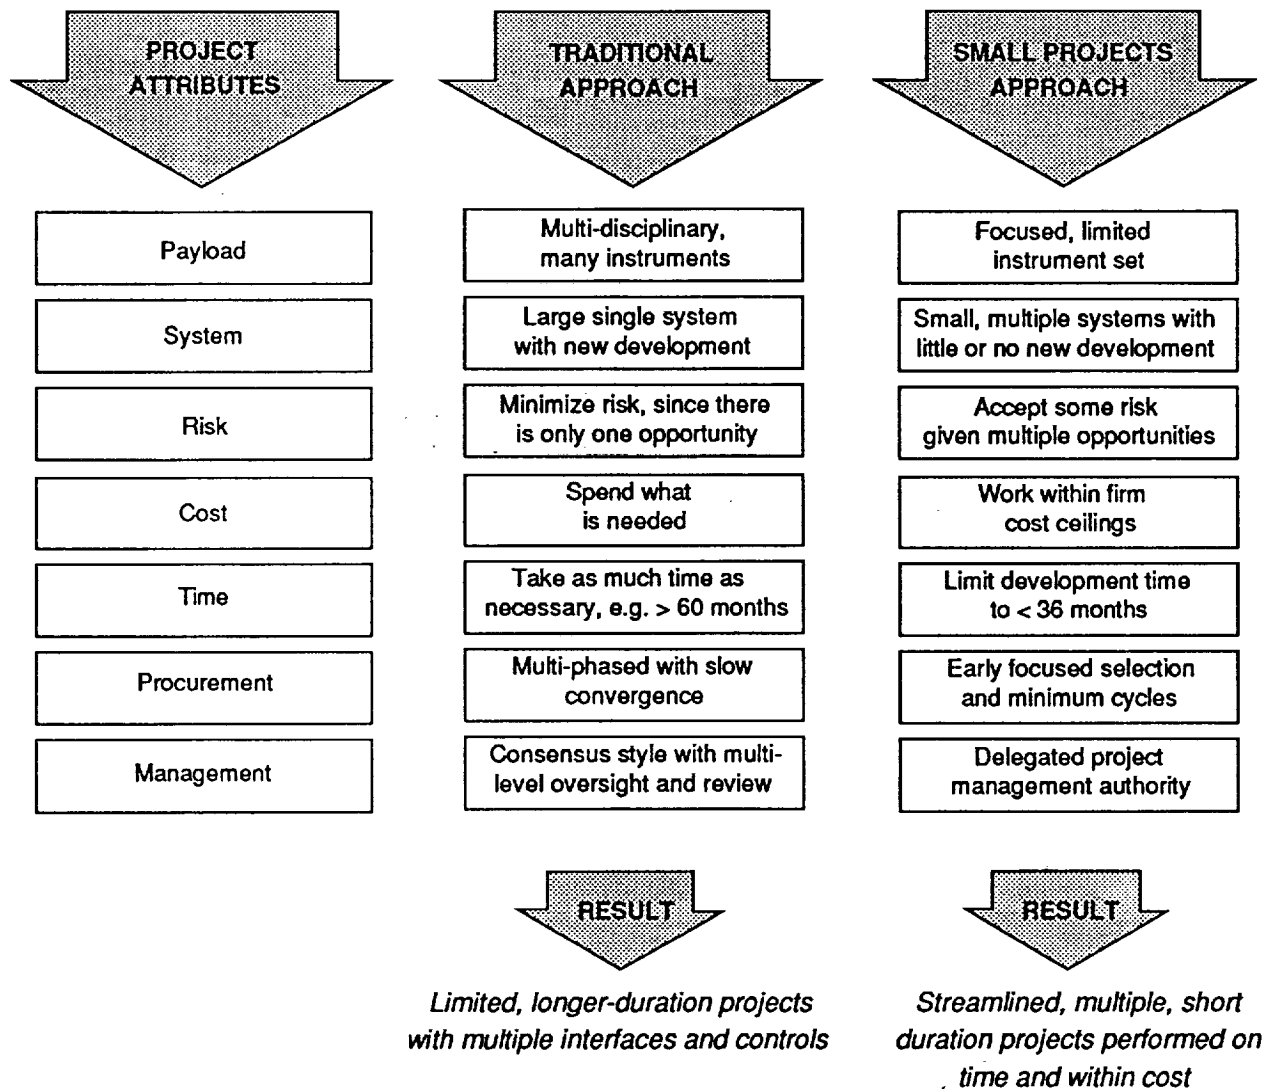 PROJECT
ATTRIBUTES
TRADITIONAL
APPROACH
SMALL PROJECTS
APPROACH
Payload
Multi-disciplinary,
many instruments
Focused, limited
instrument set
System
Large single system
with new development
Small, multiple systems with
little or no new development
Risk
Minimize risk, since there
is only one opportunity
Accept some risk
given multiple opportunities
Cost
Spend what
is needed
Work within firm
cost ceilings
Time
Take as much time as
necessary, e.g. > 60 months
Limit development time
to < 36 months
Procurement
Multi-phased with slow
convergence
Early focused selection
and minimum cycles
Management
Consensus style with multi-
level oversight and review
Delegated project
management authority
RESULT
Limited, longer-duration projects
with multiple interfaces and controls
RESULT
Streamlined, multiple, short
duration projects performed on
time and within cost